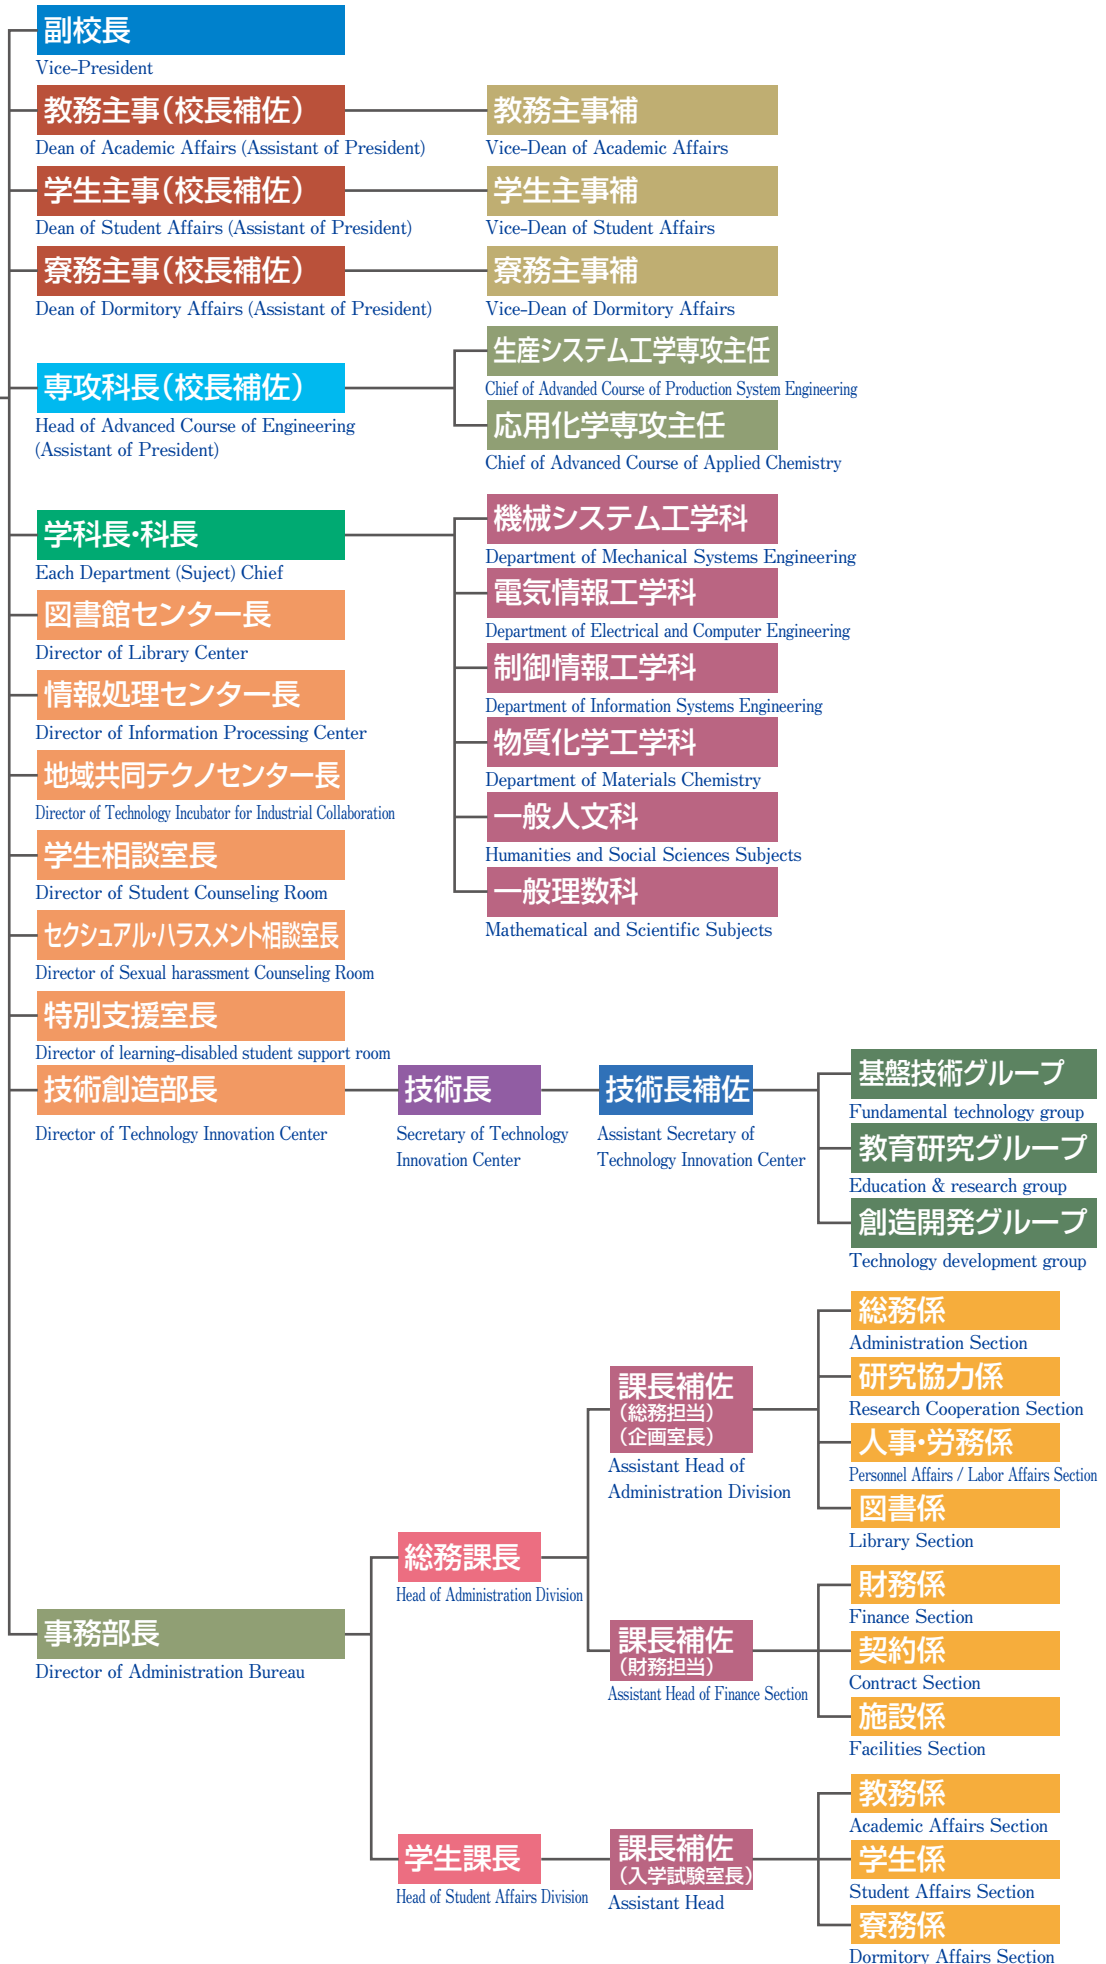 副校長
Vice-President
教務主事(校長補佐)
Dean of Academic Affairs (Assistant of President)
教務主事補
Vice-Dean of Academic Affairs
学生主事(校長補佐)
Dean of Student Affairs (Assistant of President)
学生主事補
Vice-Dean of Student Affairs
寮務主事(校長補佐)
Dean of Dormitory Affairs (Assistant of President)
寮務主事補
Vice-Dean of Dormitory Affairs
専攻科長(校長補佐)
Head of Advanced Course of Engineering
(Assistant of President)
生産システム工学専攻主任
Chief of Advanded Course of Production System Engineering
応用化学専攻主任
Chief of Advanced Course of Applied Chemistry
学科長・科長
Each Department (Suject) Chief
機械システム工学科
Department of Mechanical Systems Engineering
電気情報工学科
Department of Electrical and Computer Engineering
制御情報工学科
Department of Information Systems Engineering
物質化学工学科
Department of Materials Chemistry
一般人文科
Humanities and Social Sciences Subjects
一般理数科
Mathematical and Scientific Subjects
図書館センター長
Director of Library Center
情報処理センター長
Director of Information Processing Center
地域共同テクノセンター長
Director of Technology Incubator for Industrial Collaboration
学生相談室長
Director of Student Counseling Room
セクシュアル・ハラスメント相談室長
Director of Sexual harassment Counseling Room
特別支援室長
Director of learning-disabled student support room
技術創造部長
Director of Technology Innovation Center
技術長
Secretary of Technology
Innovation Center
技術長補佐
Assistant Secretary of
Technology Innovation Center
基盤技術グループ
Fundamental technology group
教育研究グループ
Education & research group
創造開発グループ
Technology development group
事務部長
Director of Administration Bureau
総務課長
Head of Administration Division
課長補佐
(総務担当)
(企画室長)
Assistant Head of
Administration Division
総務係
Administration Section
研究協力係
Research Cooperation Section
人事・労務係
Personnel Affairs / Labor Affairs Section
図書係
Library Section
課長補佐
(財務担当)
Assistant Head of Finance Section
財務係
Finance Section
契約係
Contract Section
施設係
Facilities Section
学生課長
Head of Student Affairs Division
課長補佐
(入学試験室長)
Assistant Head
教務係
Academic Affairs Section
学生係
Student Affairs Section
寮務係
Dormitory Affairs Section